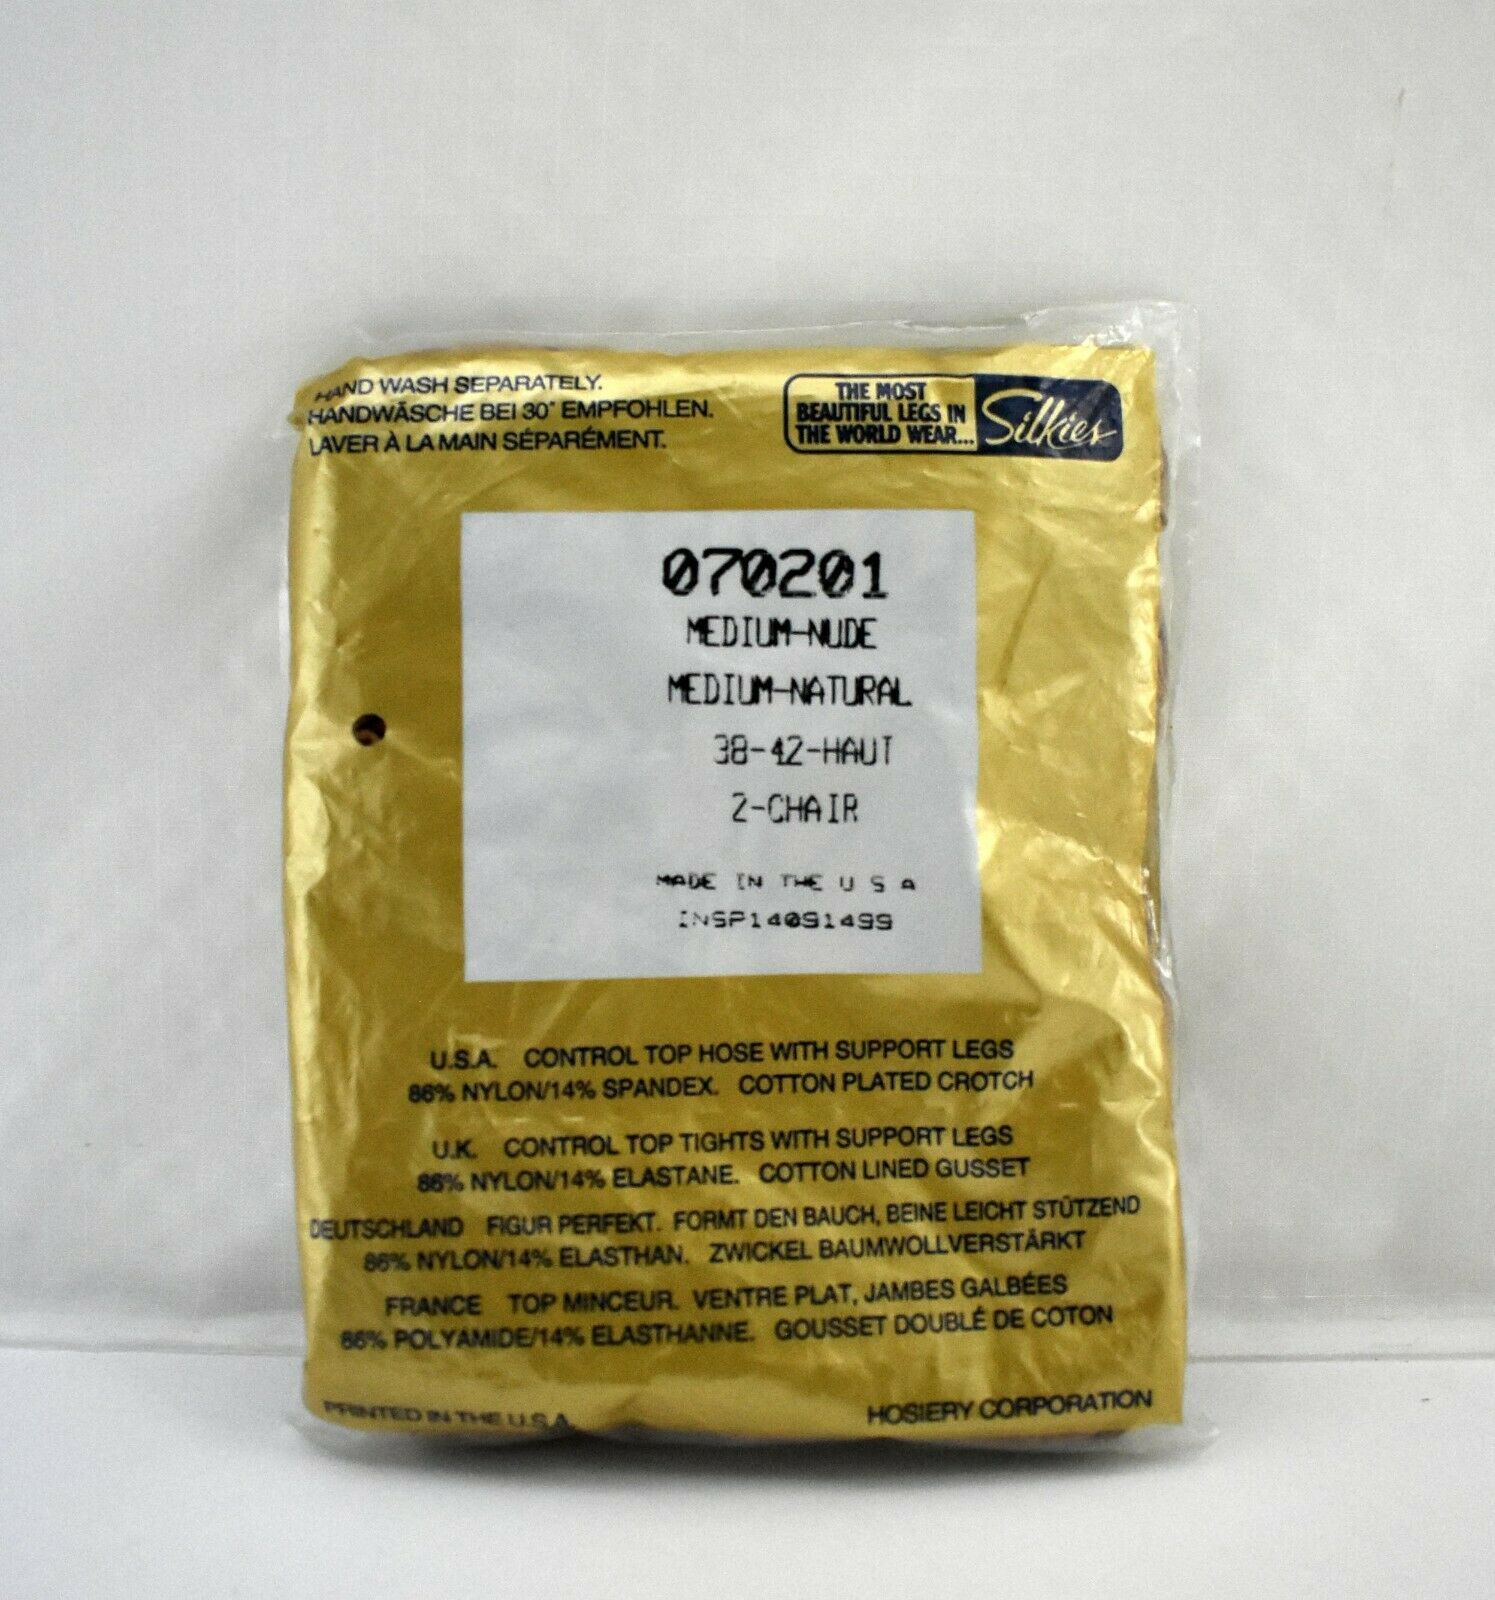 HAND WASH SEPARATELY.
HANDWÄSCHE BEI 30° EMPFOHLEN.
LAVER À LA MAIN SÉPARÉMENT.
THE MOST
BEAUTIFUL LEGS IN
THE WORLD WEAR...
Silkies
070201
MEDIUM-NUDE
MEDIUM-NATURAL
38-42-HAUT
2-CHAIR
MADE IN THE U S A
INSP14091499
U.S.A. CONTROL TOP HOSE WITH SUPPORT LEGS
86% NYLON/14% SPANDEX. COTTON PLATED CROTCH
U.K. CONTROL TOP TIGHTS WITH SUPPORT LEGS
86% NYLON/14% ELASTANE. COTTON LINED GUSSET
DEUTSCHLAND FIGUR PERFEKT. FORMT DEN BAUCH, BEINE LEICHT STÜTZEND
86% NYLON/14% ELASTHAN. ZWICKEL BAUMWOLLVERSTÄRKT
FRANCE TOP MINCEUR. VENTRE PLAT, JAMBES GALBÉES
86% POLYAMIDE/14% ELASTHANNE. GOUSSET DOUBLÉ DE COTON
PRINTED IN THE U.S.A.
HOSIERY CORPORATION